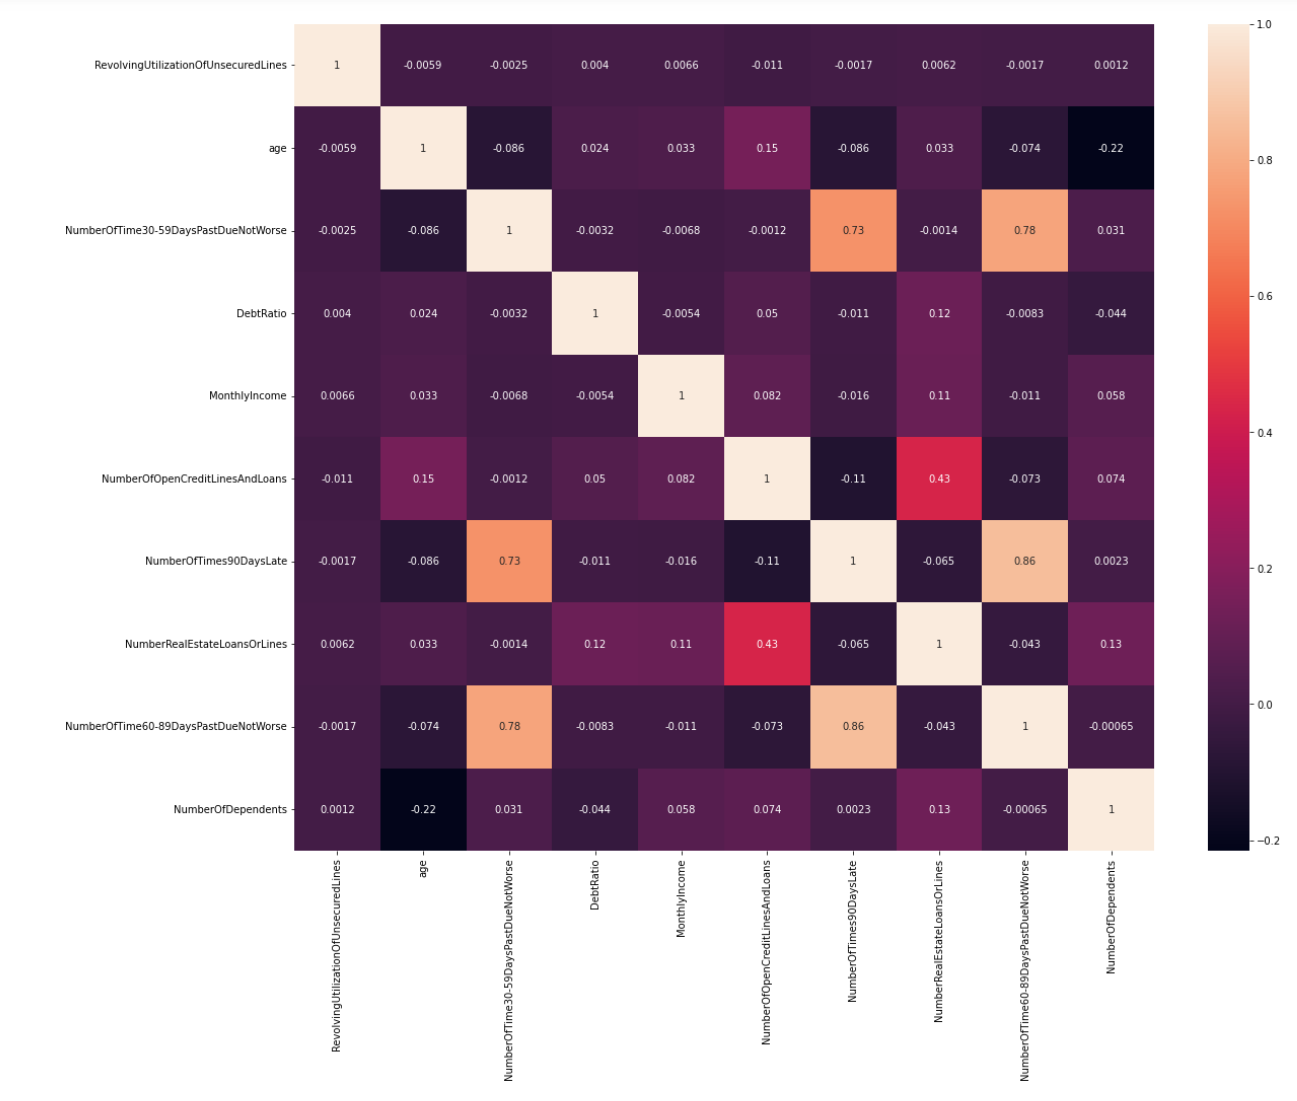 RevolvingUtilizationOfUnsecuredLines 1 -0.0059 -0.0025 0.004 0.0066 -0.011 -0.0017 0.0062 -0.0017 0.0012
age -0.0059 1 -0.086 0.024 0.033 0.15 -0.086 0.033 -0.074 -0.22
NumberOfTime30-59DaysPastDueNotWorse -0.0025 -0.086 1 -0.0032 -0.0068 -0.0012 0.73 -0.0014 0.78 0.031
DebtRatio 0.004 0.024 -0.0032 1 -0.0054 0.05 -0.011 0.12 -0.0083 -0.044
MonthlyIncome 0.0066 0.033 -0.0068 -0.0054 1 0.082 -0.016 0.11 -0.011 0.058
NumberOfOpenCreditLinesAndLoans -0.011 0.15 -0.0012 0.05 0.082 1 -0.11 0.43 -0.073 0.074
NumberOfTimes90DaysLate -0.0017 -0.086 0.73 -0.011 -0.016 -0.11 1 -0.065 0.86 0.0023
NumberRealEstateLoansOrLines 0.0062 0.033 -0.0014 0.12 0.11 0.43 -0.065 1 -0.043 0.13
NumberOfTime60-89DaysPastDueNotWorse -0.0017 -0.074 0.78 -0.0083 -0.011 -0.073 0.86 -0.043 1 -0.00065
NumberOfDependents 0.0012 -0.22 0.031 -0.044 0.058 0.074 0.0023 0.13 -0.00065 1
RevolvingUtilizationOfUnsecuredLines
age
NumberOfTime30-59DaysPastDueNotWorse
DebtRatio
MonthlyIncome
NumberOfOpenCreditLinesAndLoans
NumberOfTimes90DaysLate
NumberRealEstateLoansOrLines
NumberOfTime60-89DaysPastDueNotWorse
NumberOfDependents
1.0
0.8
0.6
0.4
0.2
0.0
−0.2